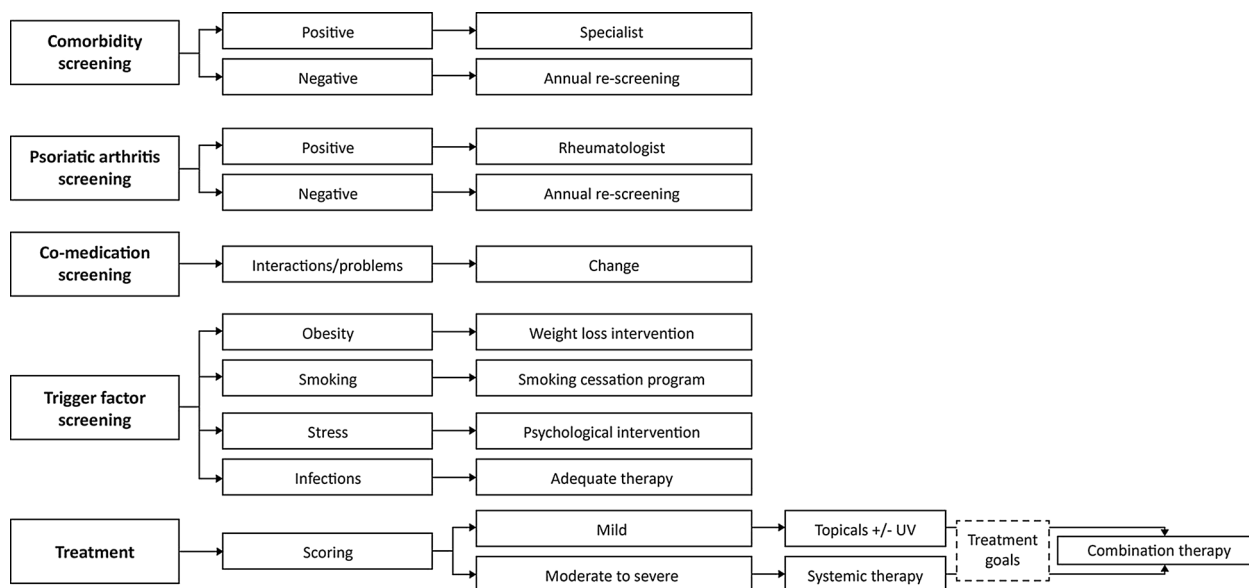 Comorbidity
screening
Positive
Specialist
Negative
Annual re-screening
Psoriatic arthritis
screening
Positive
Rheumatologist
Negative
Annual re-screening
Co-medication
screening
Interactions/problems
Change
Trigger factor
screening
Obesity
Weight loss intervention
Smoking
Smoking cessation program
Stress
Psychological intervention
Infections
Adequate therapy
Treatment
Scoring
Mild
Topicals +/- UV
Moderate to severe
Systemic therapy
Treatment
goals
Combination therapy